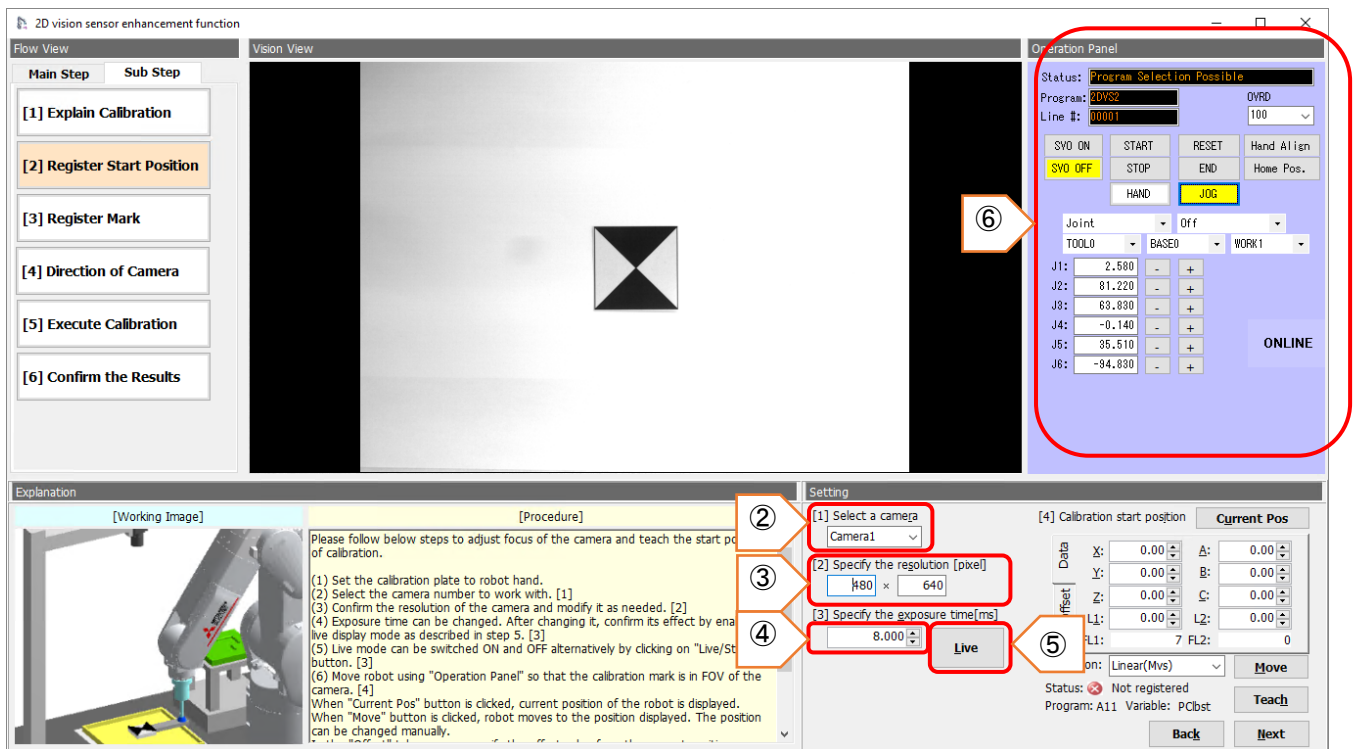 2D vision sensor enhancement function
Flow View
Main Step
Sub Step
[1] Explain Calibration
[2] Register Start Position
[3] Register Mark
[4] Direction of Camera
[5] Execute Calibration
[6] Confirm the Results
Vision View
Operation Panel
Status: Program Selection Possible
Program: 2DVS2
OVRD
Line #: 00001
100
SVO ON START RESET Hand Align
SVO OFF STOP END Home Pos.
HAND JOG
⑥
Joint Off
TOOL0 BASE0 WORK1
J1: 2.580 - +
J2: 81.220 - +
J3: 63.830 - +
J4: -0.140 - +
J5: 35.510 - +
J6: -94.830 - +
ONLINE
Explanation
[Working Image]
[Procedure]
Please follow below steps to adjust focus of the camera and teach the start
of calibration.
(1) Set the calibration plate to robot hand.
(2) Select the camera number to work with. [1]
(3) Confirm the resolution of the camera and modify it as needed. [2]
(4) Exposure time can be changed. After changing it, confirm its effect by
live display mode as described in step 5. [3]
(5) Live mode can be switched ON and OFF alternatively by clicking on
button. [3]
(6) Move robot using "Operation Panel" so that the calibration mark is in FOV of the
camera. [4]
When "Current Pos" button is clicked, current position of the robot is displayed.
When "Move" button is clicked, robot moves to the position displayed. The position
can be changed manually.
Setting
②
[1] Select a camera
Camera1
③
[2] Specify the resolution [pixel]
480 × 640
④
[3] Specify the exposure time[ms]
8.000
Live
⑤
[4] Calibration start position
Current Pos
Data
X: 0.00 A: 0.00
Y: 0.00 B: 0.00
Z: 0.00 C: 0.00
L1: 0.00 L2: 0.00
7 FL2: 0
Linear(Mvs)
Move
Status: Not registered
Program: A11 Variable: PClbst
Teach
Back
Next